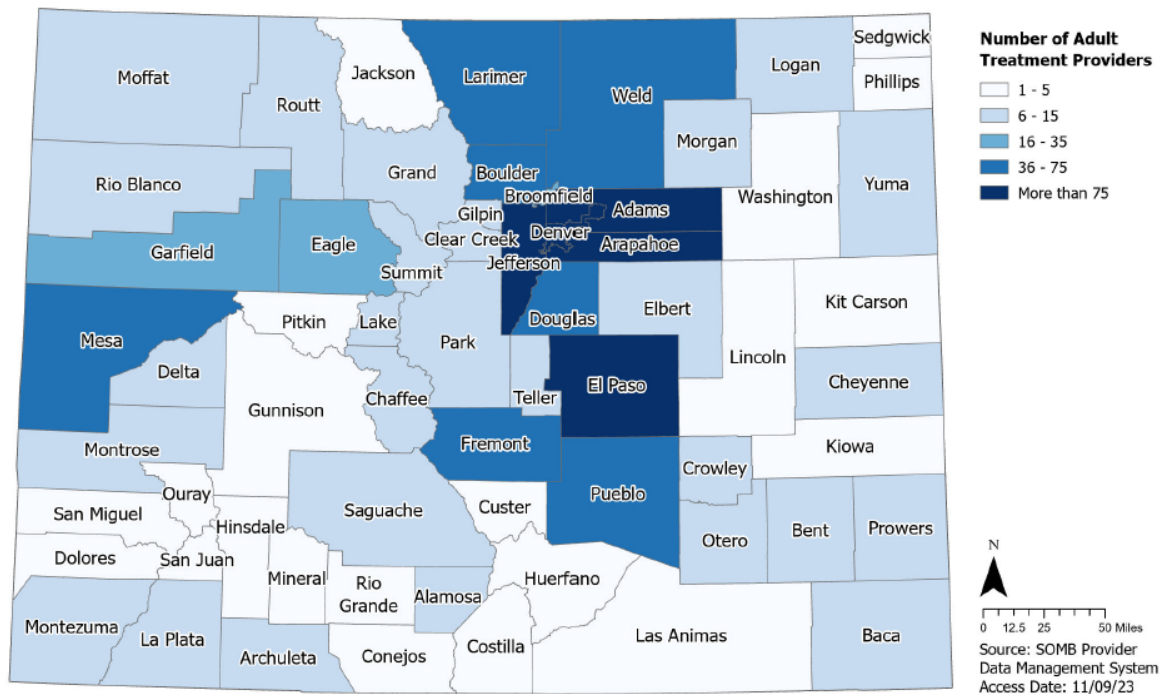 Moffat
Routt
Jackson
Larimer
Weld
Logan
Sedgwick
Phillips
Morgan
Grand
Boulder
Rio Blanco
Broomfield
Washington
Yuma
Gilpin
Adams
Clear Creek
Denver
Garfield
Eagle
Arapahoe
Summit
Jefferson
Kit Carson
Pitkin
Lake
Elbert
Douglas
Mesa
Park
Lincoln
Delta
El Paso
Cheyenne
Gunnison
Chaffee
Teller
Montrose
Fremont
Kiowa
Crowley
Ouray
Pueblo
San Miguel
Saguache
Custer
Hinsdale
Bent
Prowers
Otero
Dolores
San Juan
Mineral
Rio
Grande
Huerfano
Alamosa
Montezuma
La Plata
Archuleta
Conejos
Costilla
Las Animas
Baca
Number of Adult
Treatment Providers
1 - 5
6 - 15
16 - 35
36 - 75
More than 75
N
0 12.5 25 50 Miles
Source: SOMB Provider
Data Management System
Access Date: 11/09/23